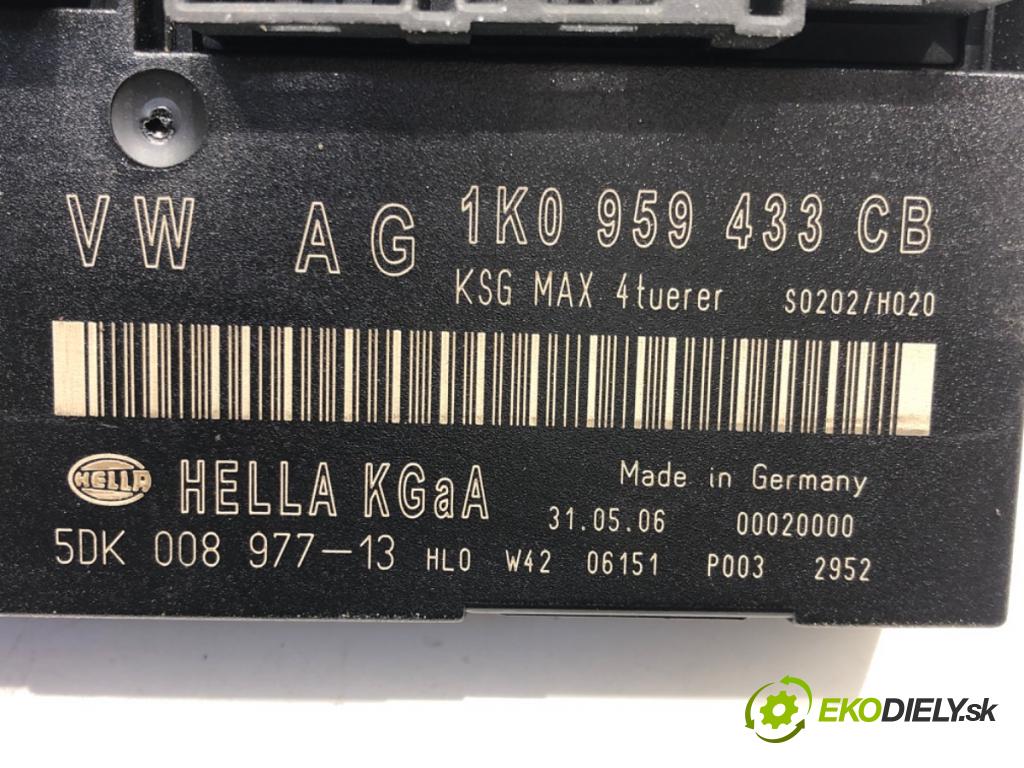 VW AG 1K0 959 433 CB
KSG MAX 4tuerer S0202/H020
HELLA HELLA KGaA Made in Germany
31.05.06 00020000
5DK 008 977-13 HLO W42 06151 P003 2952
EKODIELY.sk